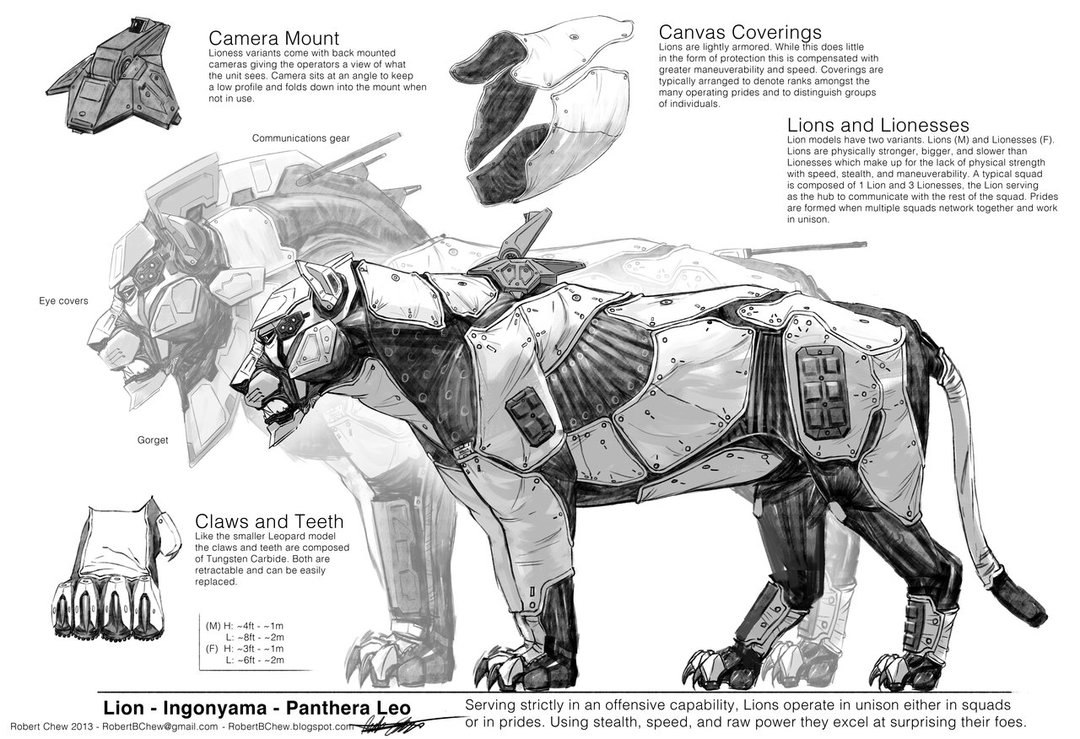 Camera Mount
Lioness variants come with back mounted
cameras giving the operators a view of what
the unit sees. Camera sits at an angle to keep
a low profile and folds down into the mount when
not in use.
Canvas Coverings
Lions are lightly armored. While this does little
in the form of protection this is compensated with
greater maneuverability and speed. Coverings are
typically arranged to denote ranks amongst the
many operating prides and to distinguish groups
of individuals.
Lions and Lionesses
Lion models have two variants. Lions (M) and Lionesses (F).
Lions are physically stronger, bigger, and slower than
Lionesses which make up for the lack of physical strength
with speed, stealth, and maneuverability. A typical squad
is composed of 1 Lion and 3 Lionesses, the Lion serving
as the hub to communicate with the rest of the squad. Prides
are formed when multiple squads network together and work
in unison.
Communications gear
Eye covers
Gorget
Claws and Teeth
Like the smaller Leopard model
the claws and teeth are composed
of Tungsten Carbide. Both are
retractable and can be easily
replaced.
(M) H: ~4ft - ~1m
L: ~8ft - ~2m
(F) H: ~3ft - ~1m
L: ~6ft - ~2m
Lion - Ingonyama - Panthera Leo
Robert Chew 2013 - RobertBChew@gmail.com - RobertBChew.blogspot.com
Serving strictly in an offensive capability, Lions operate in unison either in squads
or in prides. Using stealth, speed, and raw power they excel at surprising their foes.